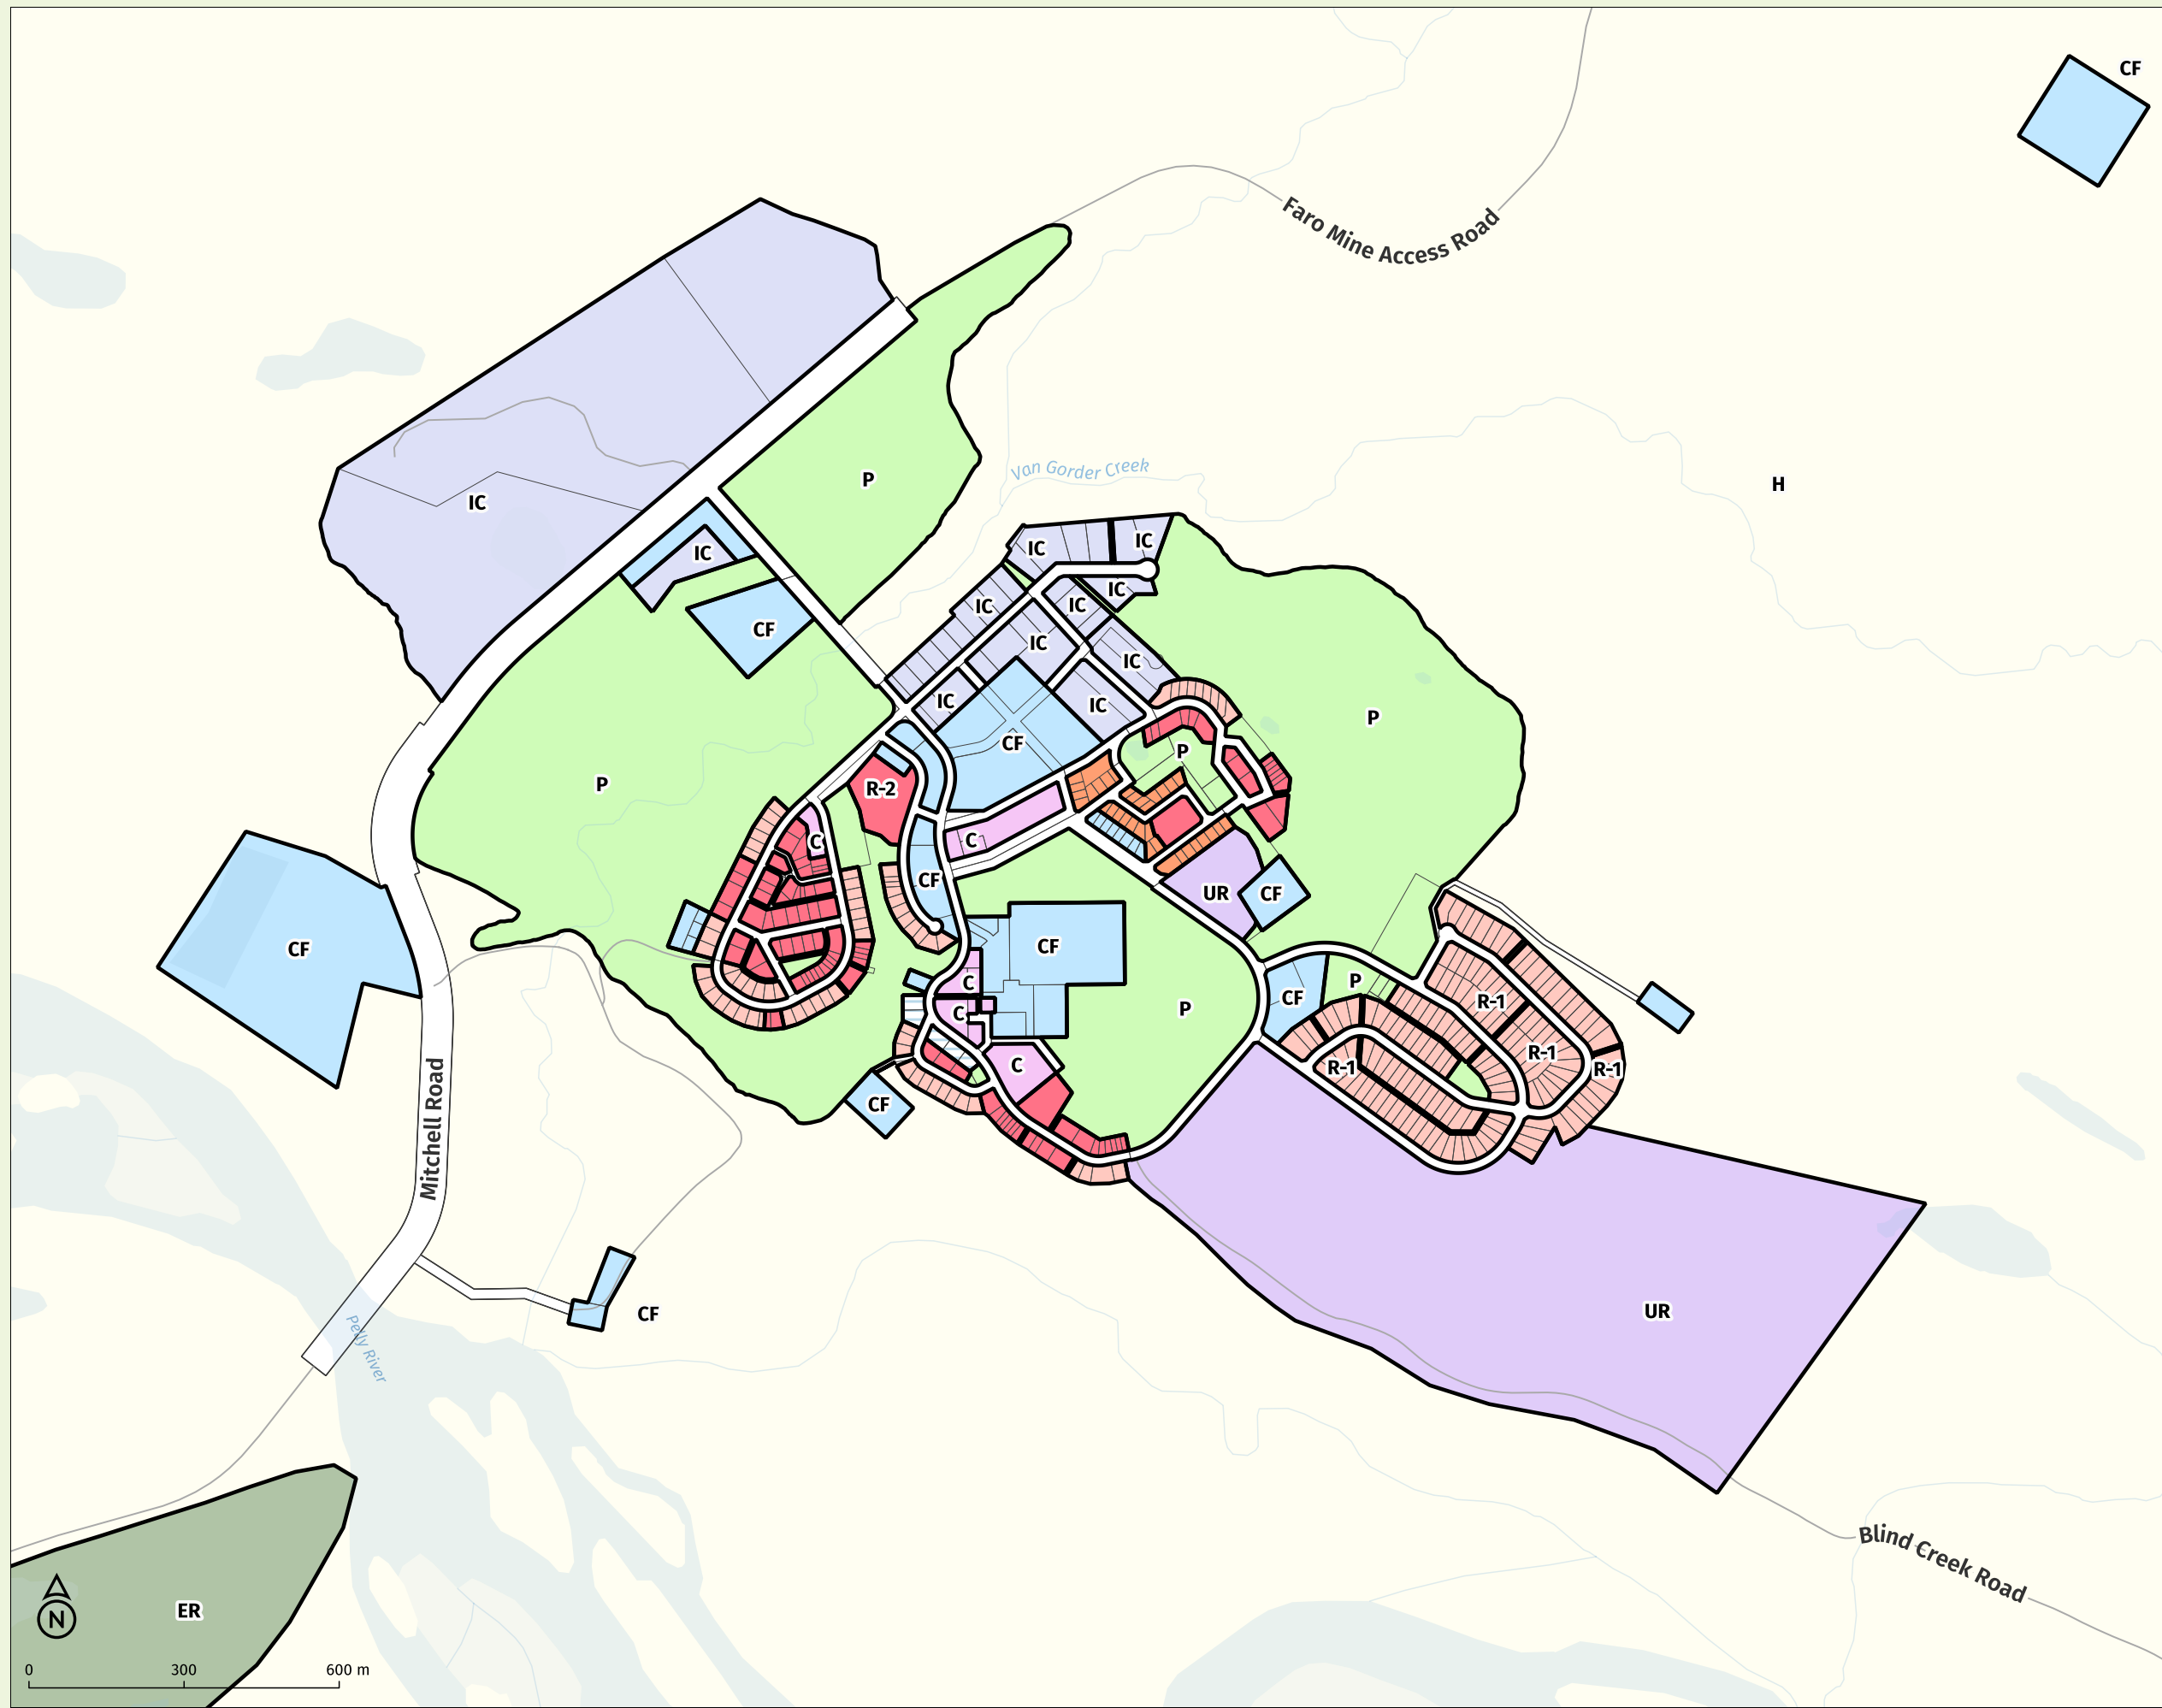 CF
Faro Mine Access Road
Van Gorder Creek
P
H
IC
IC
IC
IC
IC
IC
IC
CF
IC
IC
IC
IC
P
CF
P
P
R-2
C
C
CF
UR
CF
CF
CF
P
C
CF
R-1
P
C
R-1
C
R-1
R-1
CF
Mitchell Road
CF
UR
Pelly River
Blind Creek Road
ER
N
0 300 600 m